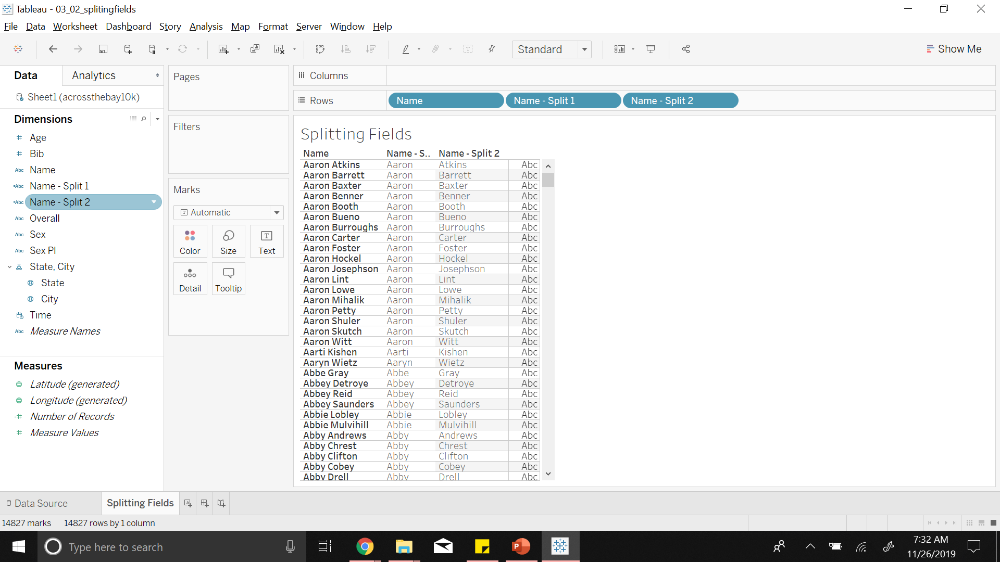 Tableau - 03_02_splitingfields
File Data Worksheet Dashboard Story Analysis Map Format Server Window Help
Standard
Show Me
Data
Analytics
Sheet1 (acrossthebay10k)
Dimensions
# Age
# Bib
Abc Name
=Abc Name - Split 1
=Abc Name - Split 2
Abc Overall
Abc Sex
Abc Sex Pl
State, City
State
City
Time
Abc Measure Names
Measures
Latitude (generated)
Longitude (generated)
=# Number of Records
# Measure Values
Pages
Filters
Marks
Automatic
Color
Size
Text
Detail
Tooltip
Columns
Rows
Name
Name - Split 1
Name - Split 2
Splitting Fields
Name Name - S.. Name - Split 2
Aaron Atkins Aaron Atkins Abc
Aaron Barrett Aaron Barrett Abc
Aaron Baxter Aaron Baxter Abc
Aaron Benner Aaron Benner Abc
Aaron Booth Aaron Booth Abc
Aaron Bueno Aaron Bueno Abc
Aaron Burroughs Aaron Burroughs Abc
Aaron Carter Aaron Carter Abc
Aaron Foster Aaron Foster Abc
Aaron Hockel Aaron Hockel Abc
Aaron Josephson Aaron Josephson Abc
Aaron Lint Aaron Lint Abc
Aaron Lowe Aaron Lowe Abc
Aaron Mihalik Aaron Mihalik Abc
Aaron Petty Aaron Petty Abc
Aaron Shuler Aaron Shuler Abc
Aaron Skutch Aaron Skutch Abc
Aaron Witt Aaron Witt Abc
Aarti Kishen Aarti Kishen Abc
Aaryn Wietz Aaryn Wietz Abc
Abbe Gray Abbe Gray Abc
Abbey Detroye Abbey Detroye Abc
Abbey Reid Abbey Reid Abc
Abbey Saunders Abbey Saunders Abc
Abbie Lobley Abbie Lobley Abc
Abbie Mulvihill Abbie Mulvihill Abc
Abby Andrews Abby Andrews Abc
Abby Chrest Abby Chrest Abc
Abby Clifton Abby Clifton Abc
Abby Cobey Abby Cobey Abc
Abby Drell Abby Drell Abc
Data Source
Splitting Fields
14827 marks 14827 rows by 1 column
Type here to search
7:32 AM
11/26/2019